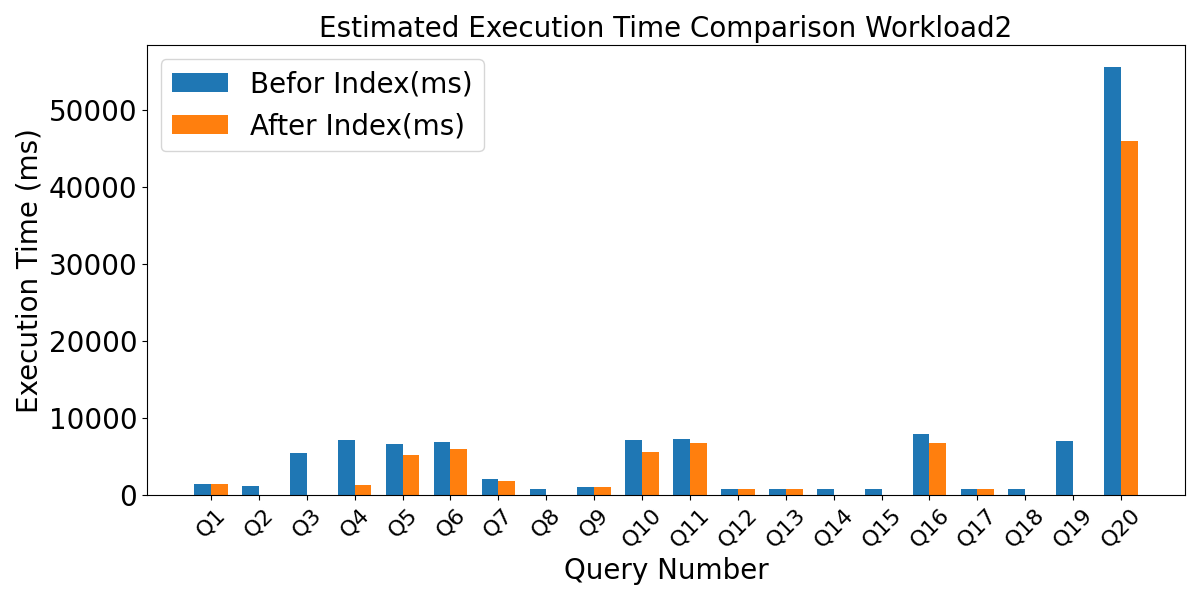 Estimated Execution Time Comparison Workload2
Befor Index(ms)
After Index(ms)
Execution Time (ms)
50000
40000
30000
20000
10000
0
Q1 Q2 Q3 Q4 Q5 Q6 Q7 Q8 Q9 Q10 Q11 Q12 Q13 Q14 Q15 Q16 Q17 Q18 Q19 Q20
Query Number